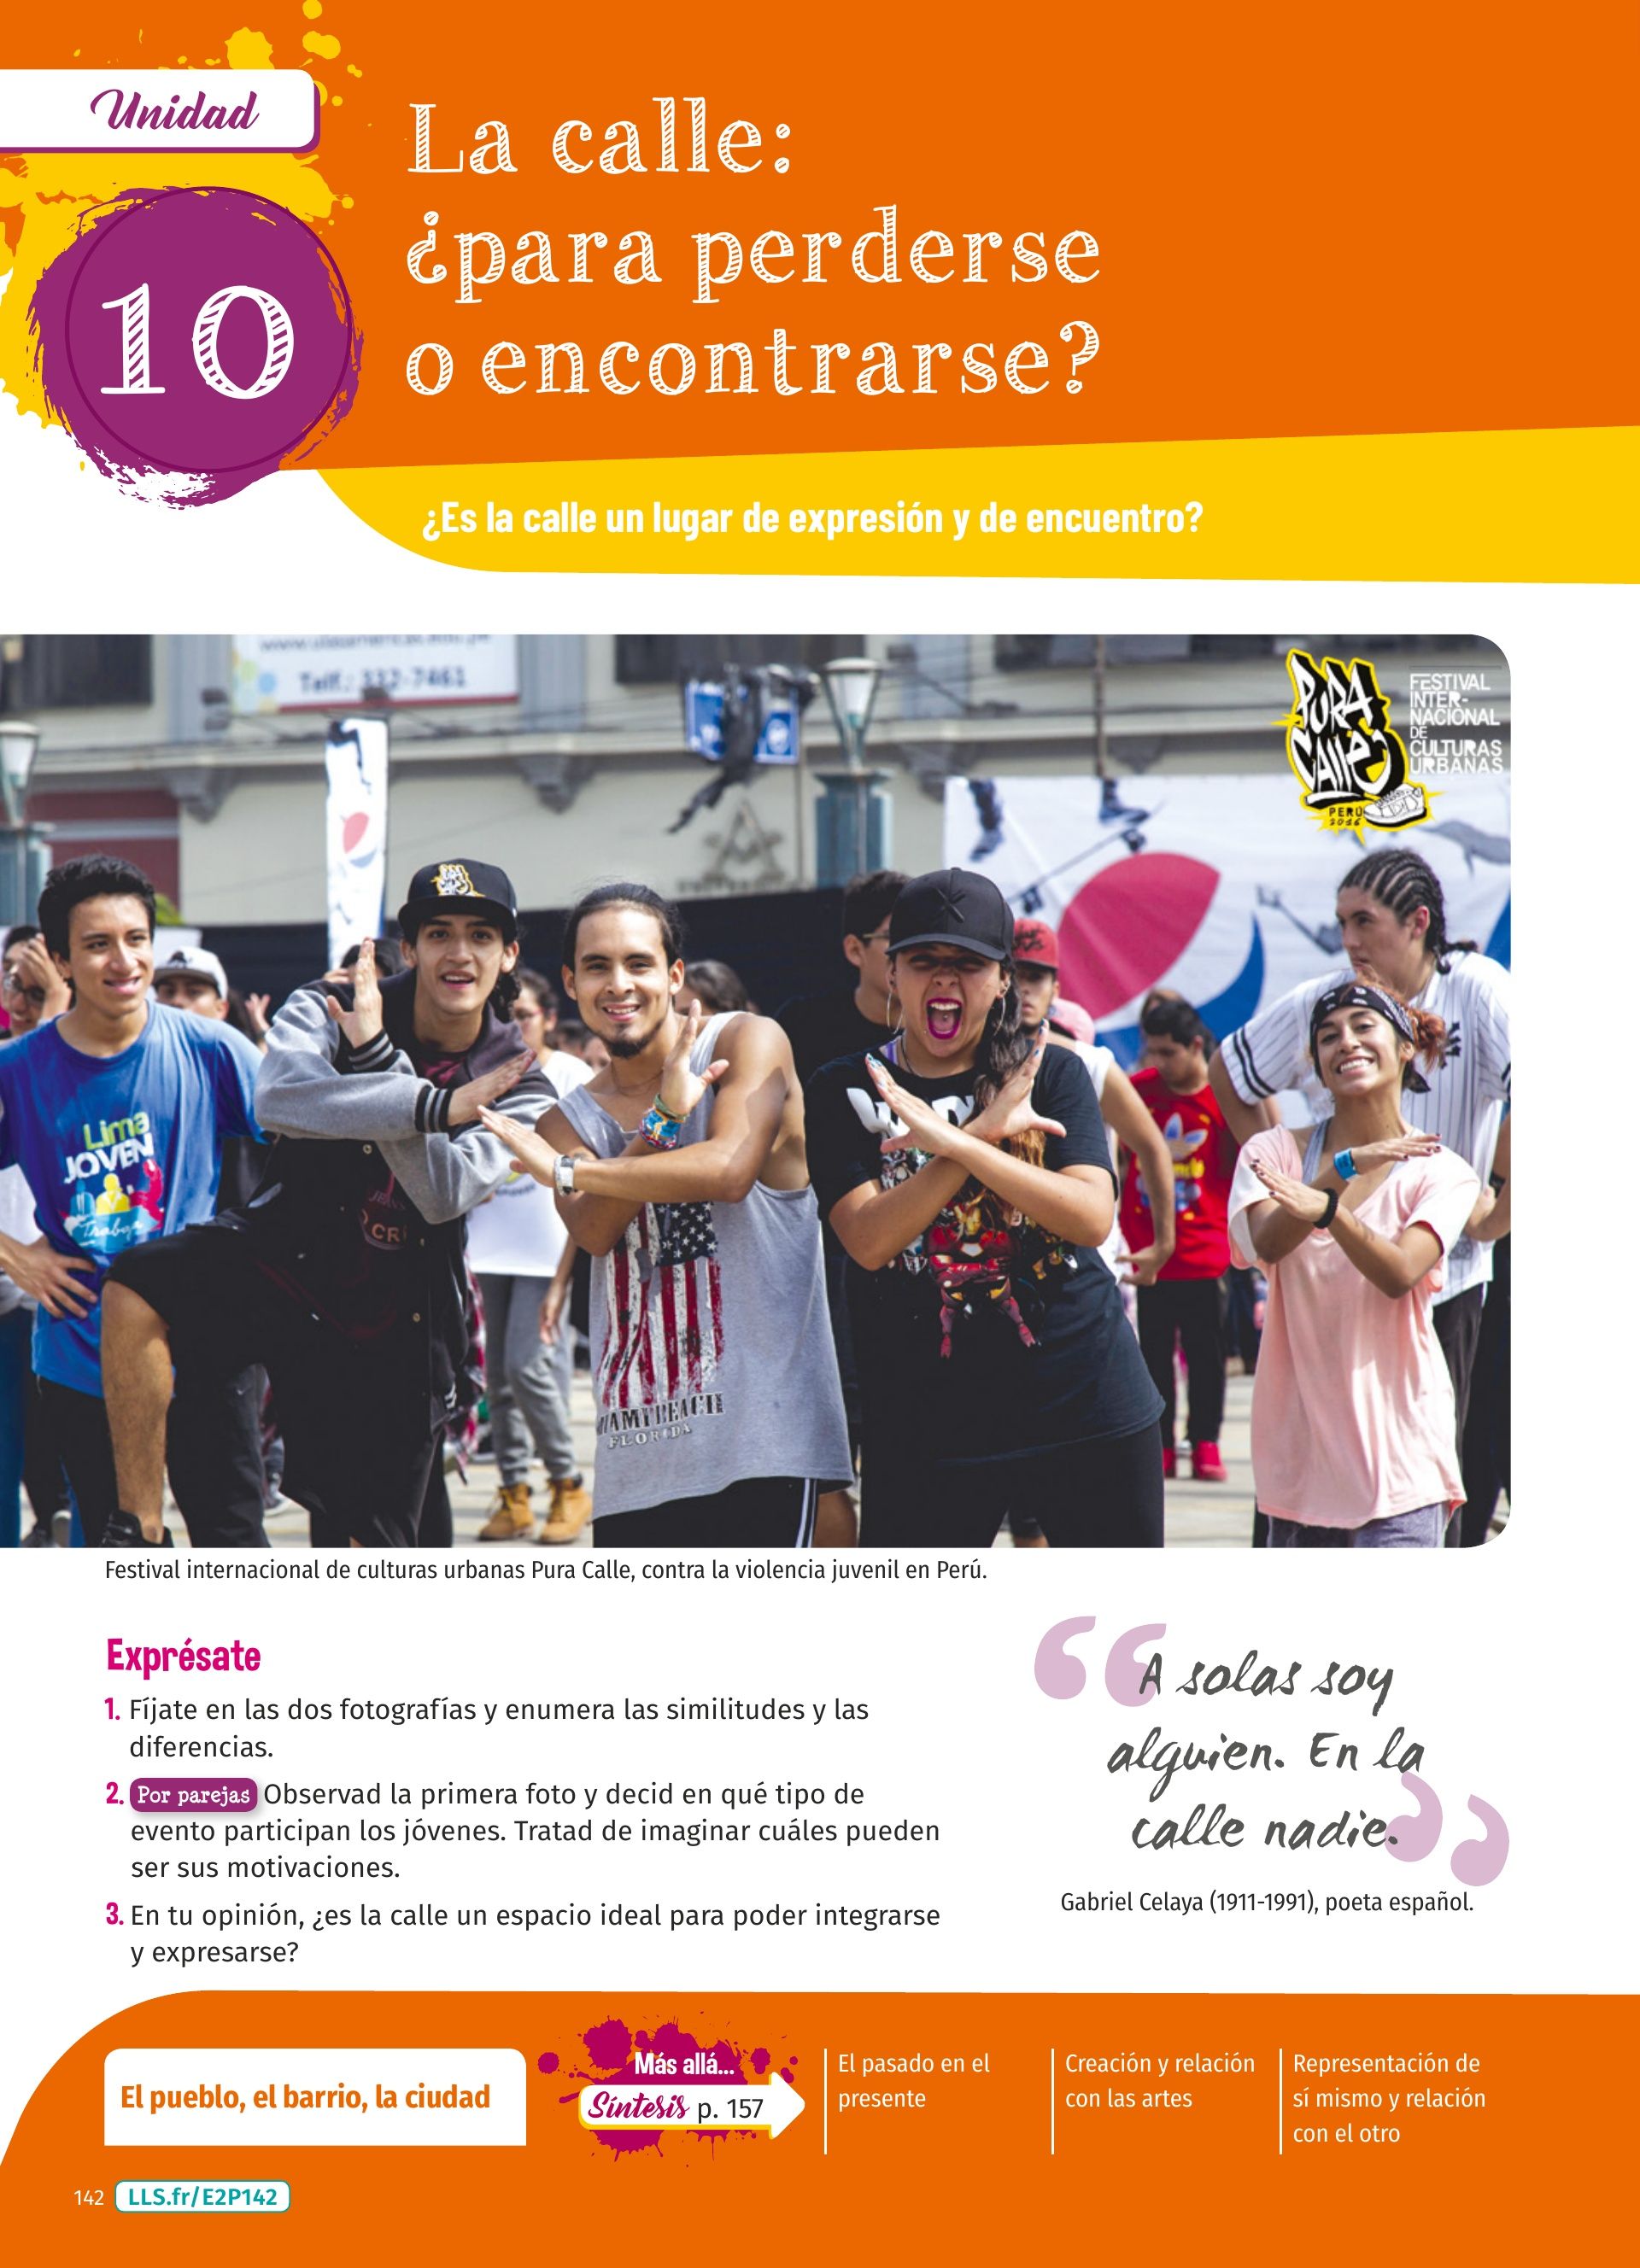 Unidad
10
La calle:
¿para perderse
o encontrarse?
¿Es la calle un lugar de expresión y de encuentro?
Telf.: 332-7461
PURA
CALLE
PERÚ
2016
FESTIVAL
INTER-
NACIONAL
DE
CULTURAS
URBANAS
Lima
JOVEN
Trabaja
FLORIDA
Festival internacional de culturas urbanas Pura Calle, contra la violencia juvenil en Perú.
Exprésate
1. Fíjate en las dos fotografías y enumera las similitudes y las
diferencias.
2. Por parejas Observad la primera foto y decid en qué tipo de
evento participan los jóvenes. Tratad de imaginar cuáles pueden
ser sus motivaciones.
3. En tu opinión, ¿es la calle un espacio ideal para poder integrarse
y expresarse?
“A solas soy
alguien. En la
calle nadie.”
Gabriel Celaya (1911-1991), poeta español.
El pueblo, el barrio, la ciudad
Más allá...
Síntesis p. 157
El pasado en el
presente
Creación y relación
con las artes
Representación de
sí mismo y relación
con el otro
142 LLS.fr/E2P142